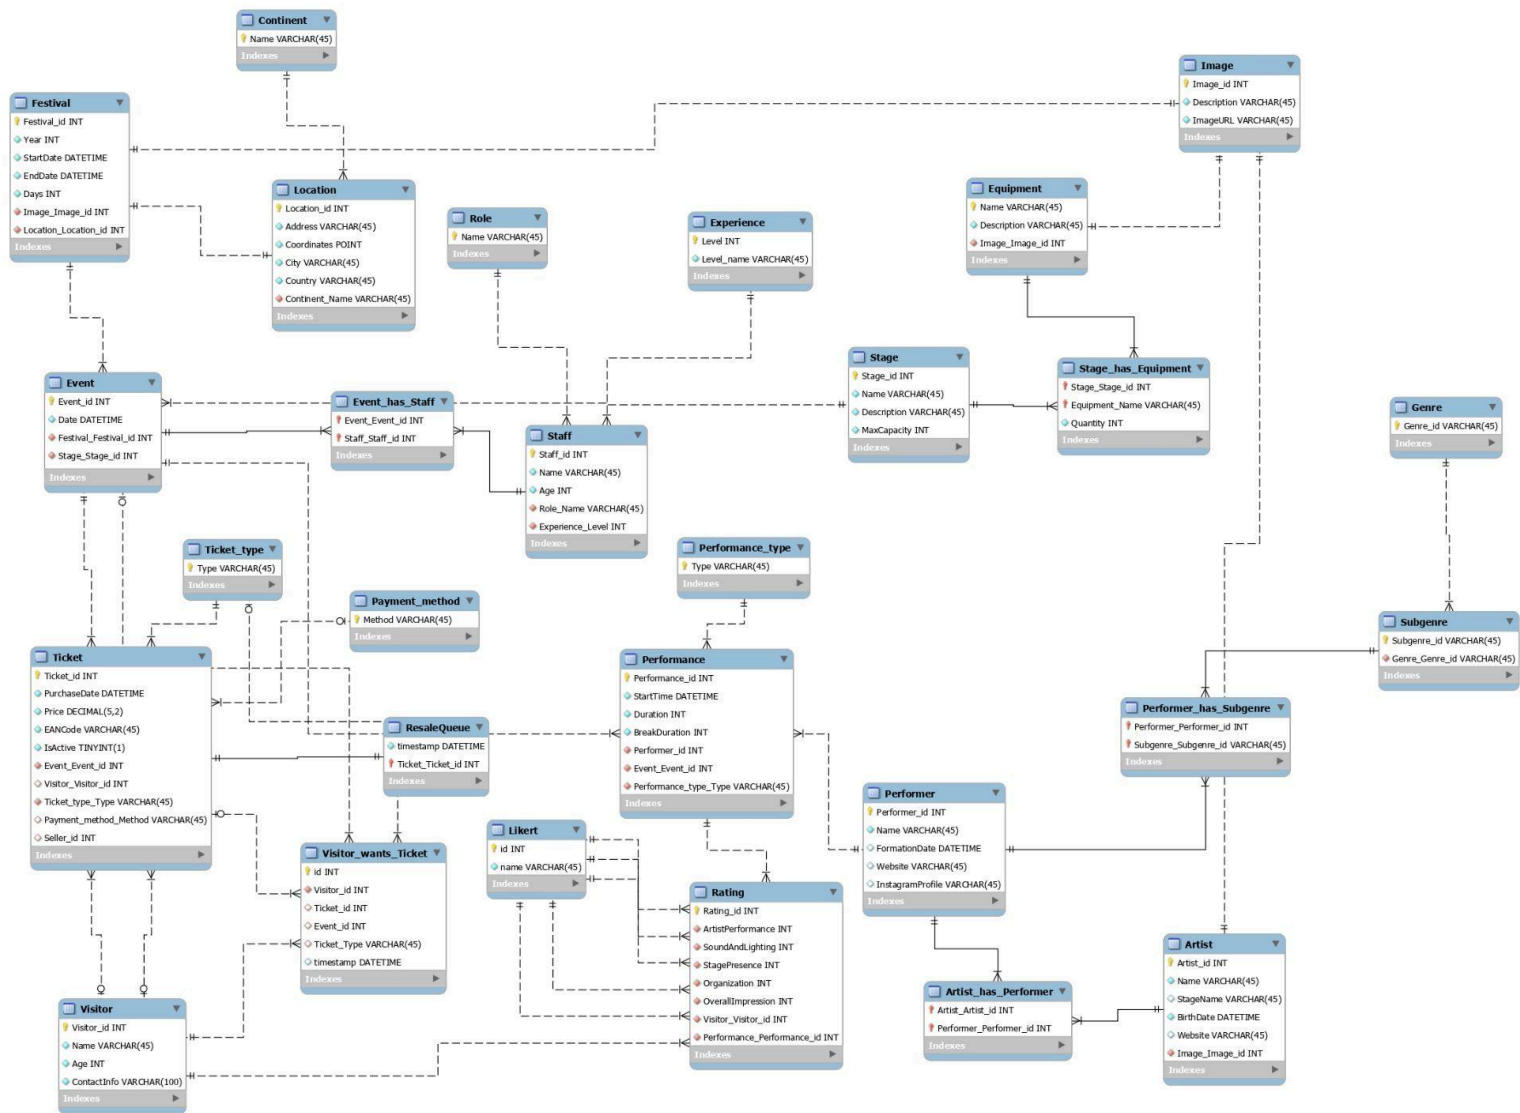 Continent
Name VARCHAR(45)
Indexes
Festival
Festival_id INT
Year INT
StartDate DATETIME
EndDate DATETIME
Days INT
Image_Image_id INT
Location_Location_id INT
Indexes
Image
Image_id INT
Description VARCHAR(45)
ImageURL VARCHAR(45)
Indexes
Location
Location_id INT
Address VARCHAR(45)
Coordinates POINT
City VARCHAR(45)
Country VARCHAR(45)
Continent_Name VARCHAR(45)
Indexes
Role
Name VARCHAR(45)
Indexes
Experience
Level INT
Level_name VARCHAR(45)
Indexes
Equipment
Name VARCHAR(45)
Description VARCHAR(45)
Image_Image_id INT
Indexes
Event
Event_id INT
Date DATETIME
Festival_Festival_id INT
Stage_Stage_id INT
Indexes
Event_has_Staff
Event_Event_id INT
Staff_Staff_id INT
Indexes
Staff
Staff_id INT
Name VARCHAR(45)
Age INT
Role_Name VARCHAR(45)
Experience_Level INT
Indexes
Stage
Stage_id INT
Name VARCHAR(45)
Description VARCHAR(45)
MaxCapacity INT
Indexes
Stage_has_Equipment
Stage_Stage_id INT
Equipment_Name VARCHAR(45)
Quantity INT
Indexes
Genre
Genre_id VARCHAR(45)
Indexes
Ticket_type
Type VARCHAR(45)
Indexes
Payment_method
Method VARCHAR(45)
Indexes
Performance_type
Type VARCHAR(45)
Indexes
Subgenre
Subgenre_id VARCHAR(45)
Genre_Genre_id VARCHAR(45)
Indexes
Ticket
Ticket_id INT
PurchaseDate DATETIME
Price DECIMAL(5,2)
EANCode VARCHAR(45)
IsActive TINYINT(1)
Event_Event_id INT
Visitor_Visitor_id INT
Ticket_type_Type VARCHAR(45)
Payment_method_Method VARCHAR(45)
Seller_id INT
Indexes
ResaleQueue
timestamp DATETIME
Ticket_Ticket_id INT
Indexes
Performance
Performance_id INT
StartTime DATETIME
Duration INT
BreakDuration INT
Performer_id INT
Event_Event_id INT
Performance_type_Type VARCHAR(45)
Indexes
Performer_has_Subgenre
Performer_Performer_id INT
Subgenre_Subgenre_id VARCHAR(45)
Indexes
Performer
Performer_id INT
Name VARCHAR(45)
FormationDate DATETIME
Website VARCHAR(45)
InstagramProfile VARCHAR(45)
Indexes
Likert
id INT
name VARCHAR(45)
Indexes
Visitor_wants_Ticket
id INT
Visitor_id INT
Ticket_id INT
Event_id INT
Ticket_Type VARCHAR(45)
timestamp DATETIME
Indexes
Rating
Rating_id INT
ArtistPerformance INT
SoundAndLighting INT
StagePresence INT
Organization INT
OverallImpression INT
Visitor_Visitor_id INT
Performance_Performance_id INT
Indexes
Artist
Artist_id INT
Name VARCHAR(45)
StageName VARCHAR(45)
BirthDate DATETIME
Website VARCHAR(45)
Image_Image_id INT
Indexes
Artist_has_Performer
Artist_Artist_id INT
Performer_Performer_id INT
Indexes
Visitor
Visitor_id INT
Name VARCHAR(45)
Age INT
ContactInfo VARCHAR(100)
Indexes